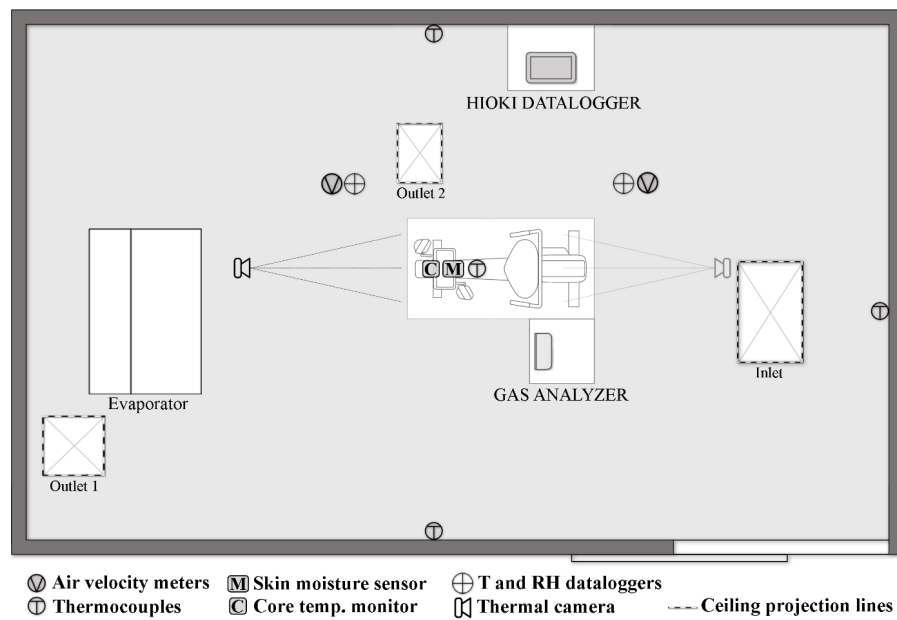 T
HIOKI DATALOGGER
V
V
Outlet 2
C M T
T
Inlet
Evaporator
GAS ANALYZER
Outlet 1
T
V Air velocity meters M Skin moisture sensor T and RH dataloggers
T Thermocouples C Core temp. monitor Thermal camera Ceiling projection lines